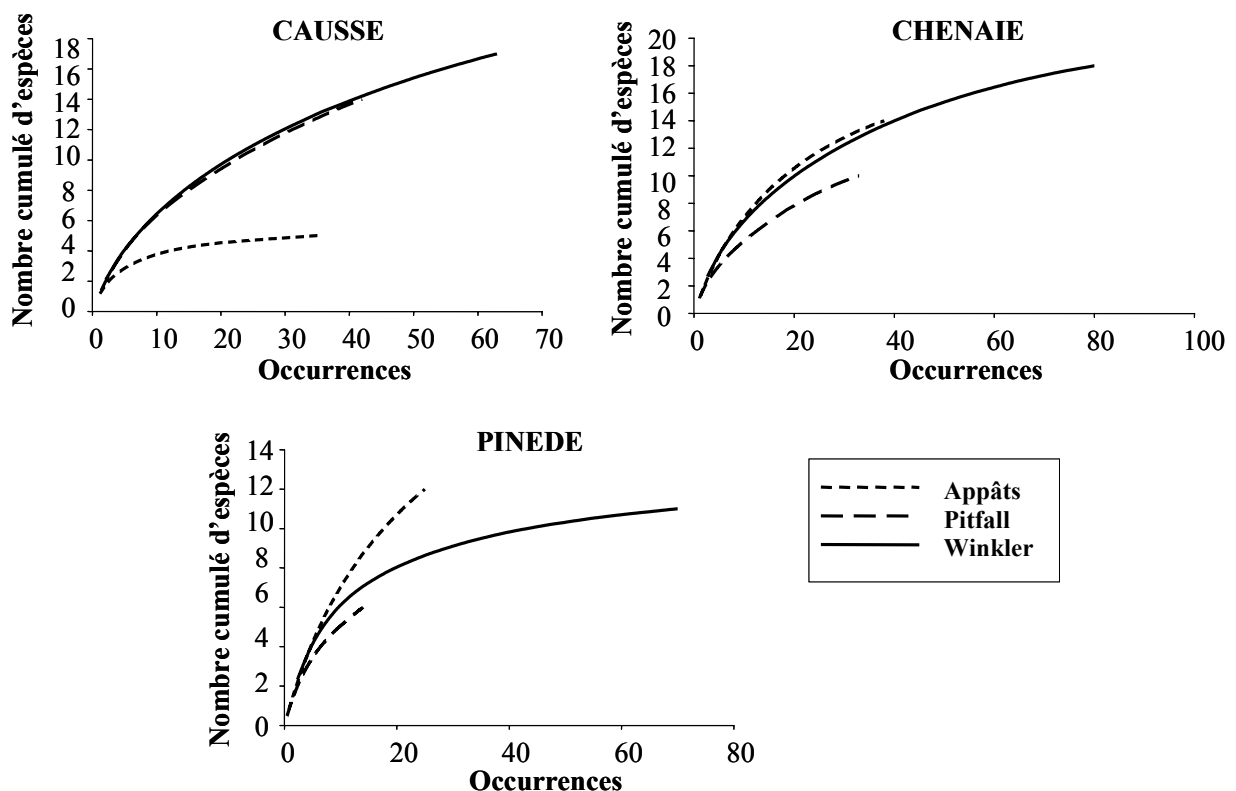 CAUSSE
Nombre cumulé d'espèces
18
16
14
12
10
8
6
4
2
0
0 10 20 30 40 50 60 70
Occurrences
CHENAIE
Nombre cumulé d'espèces
20
18
16
14
12
10
8
6
4
2
0
0 20 40 60 80 100
Occurrences
PINEDE
Nombre cumulé d'espèces
14
12
10
8
6
4
2
0
0 20 40 60 80
Occurrences
Appâts
Pitfall
Winkler